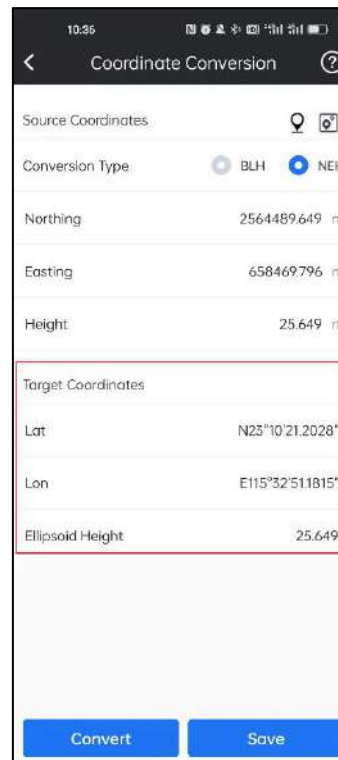 10:36
Coordinate Conversion
Source Coordinates
Conversion Type BLH NEH
Northing 2564489.649 m
Easting 658469.796 m
Height 25.649 m
Target Coordinates
Lat N23°10'21.2028"
Lon E115°32'51.1815"
Ellipsoid Height 25.649
Convert Save